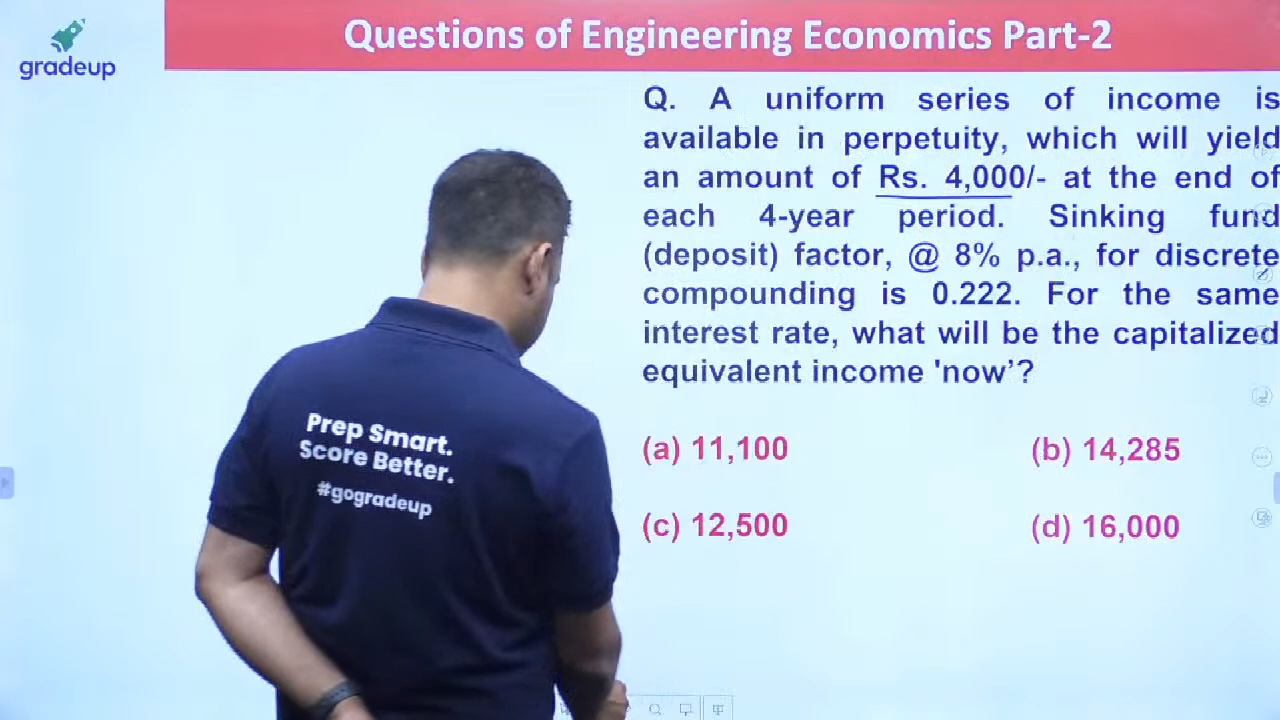 gradeup
Questions of Engineering Economics Part-2
Q. A uniform series of income is
available in perpetuity, which will yield
an amount of Rs. 4,000/- at the end of
each 4-year period. Sinking fund
(deposit) factor, @ 8% p.a., for discrete
compounding is 0.222. For the same
interest rate, what will be the capitalized
equivalent income 'now’?
(a) 11,100
(b) 14,285
(c) 12,500
(d) 16,000
Prep Smart.
Score Better.
#gogradeup